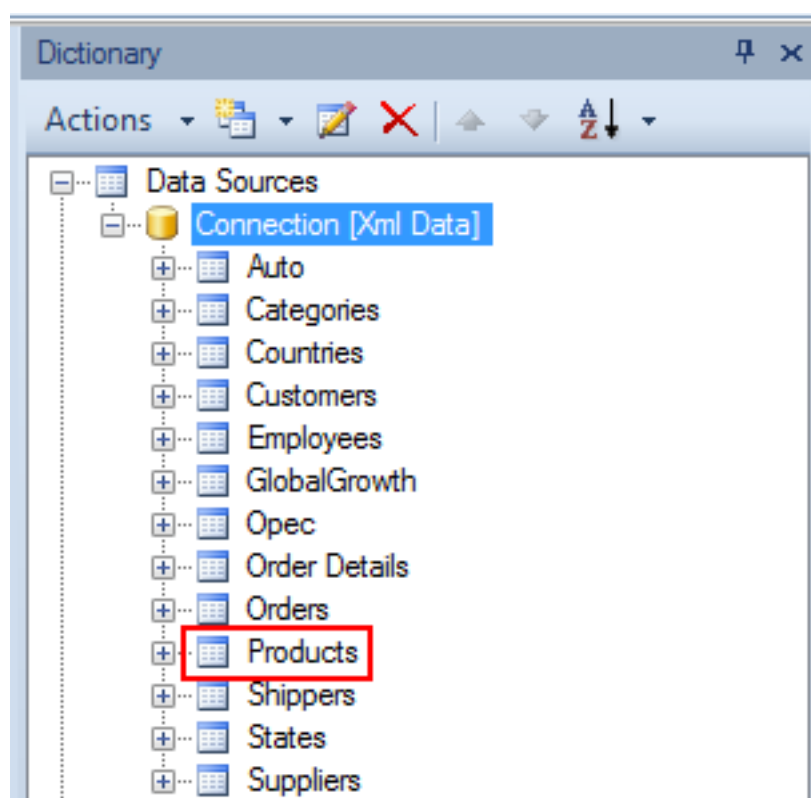 Dictionary
Actions
Data Sources
Connection [Xml Data]
Auto
Categories
Countries
Customers
Employees
GlobalGrowth
Opec
Order Details
Orders
Products
Shippers
States
Suppliers